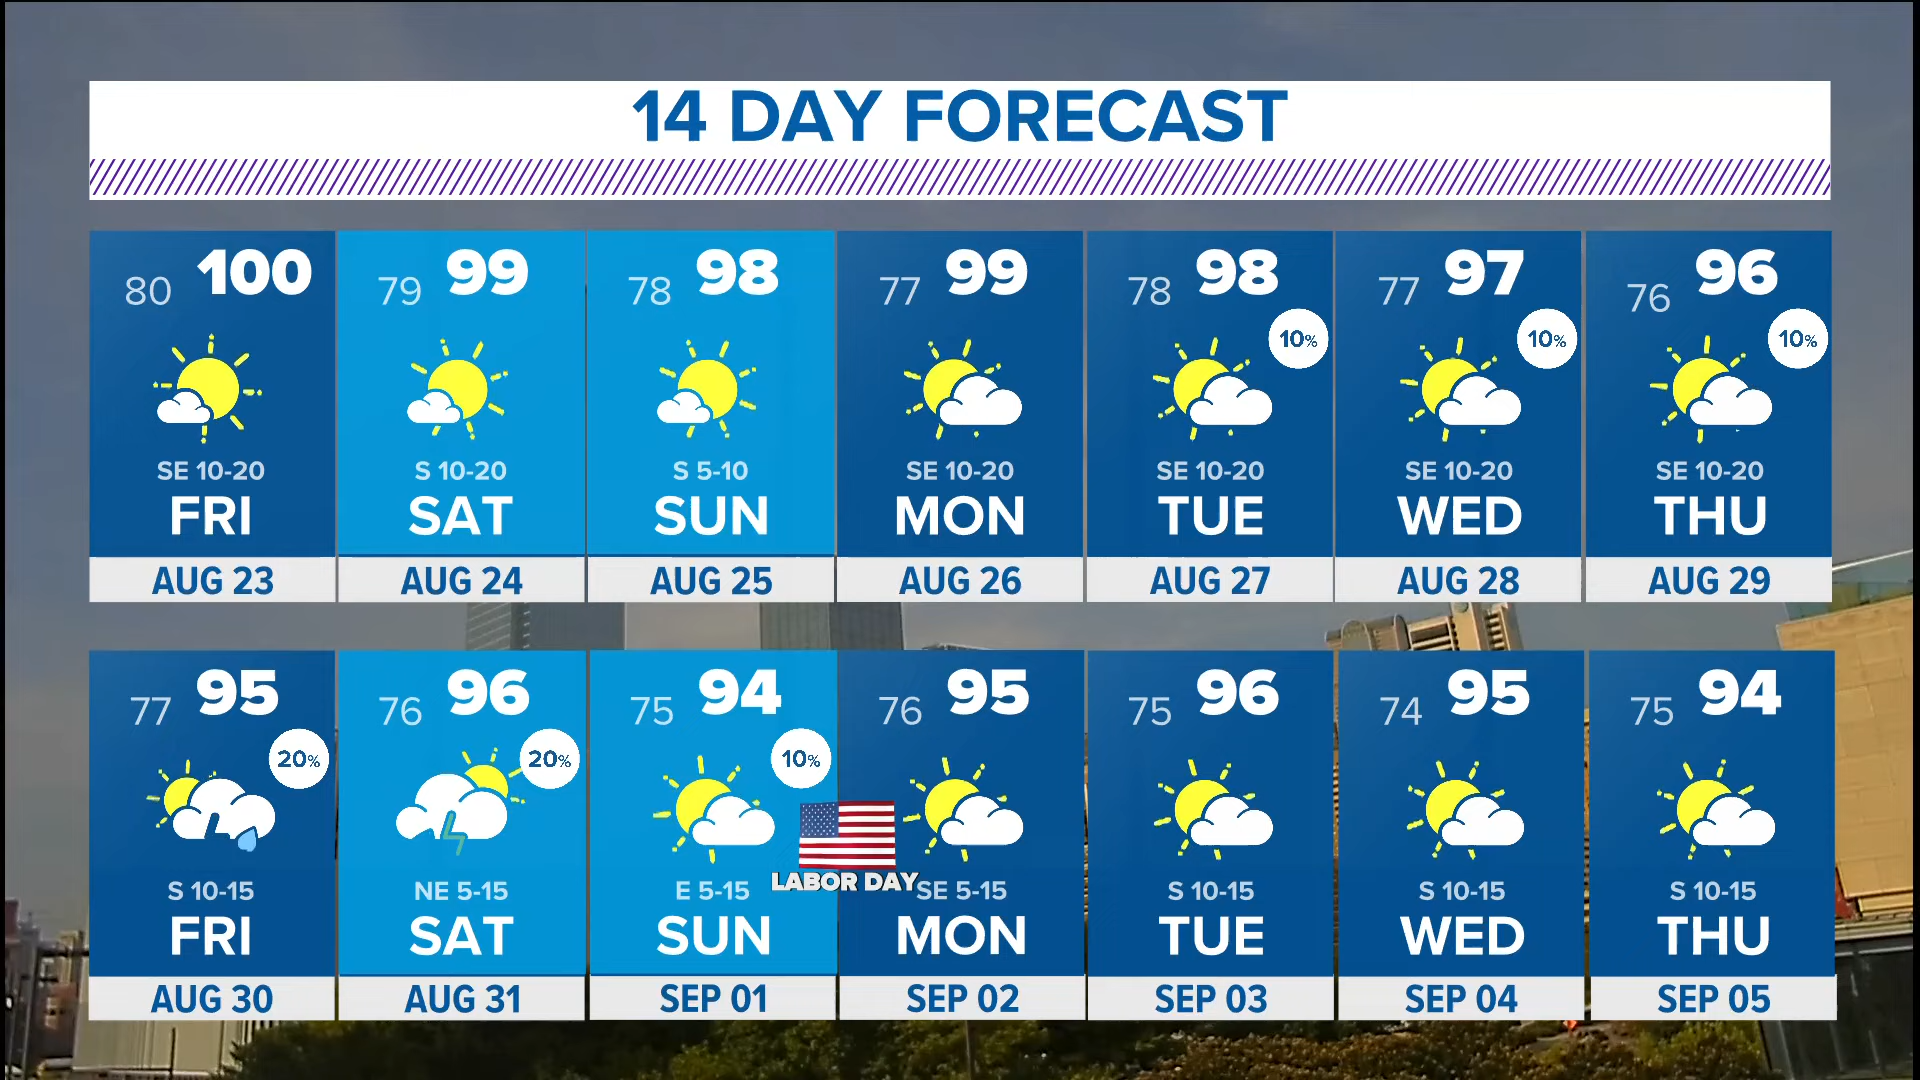 14 DAY FORECAST
80 100
SE 10-20
FRI
AUG 23
79 99
S 10-20
SAT
AUG 24
78 98
S 5-10
SUN
AUG 25
77 99
SE 10-20
MON
AUG 26
78 98
10%
SE 10-20
TUE
AUG 27
77 97
10%
SE 10-20
WED
AUG 28
76 96
10%
SE 10-20
THU
AUG 29
77 95
20%
S 10-15
FRI
AUG 30
76 96
20%
NE 5-15
SAT
AUG 31
75 94
10%
E 5-15
SUN
SEP 01
LABOR DAY
76 95
SE 5-15
MON
SEP 02
75 96
S 10-15
TUE
SEP 03
74 95
S 10-15
WED
SEP 04
75 94
S 10-15
THU
SEP 05